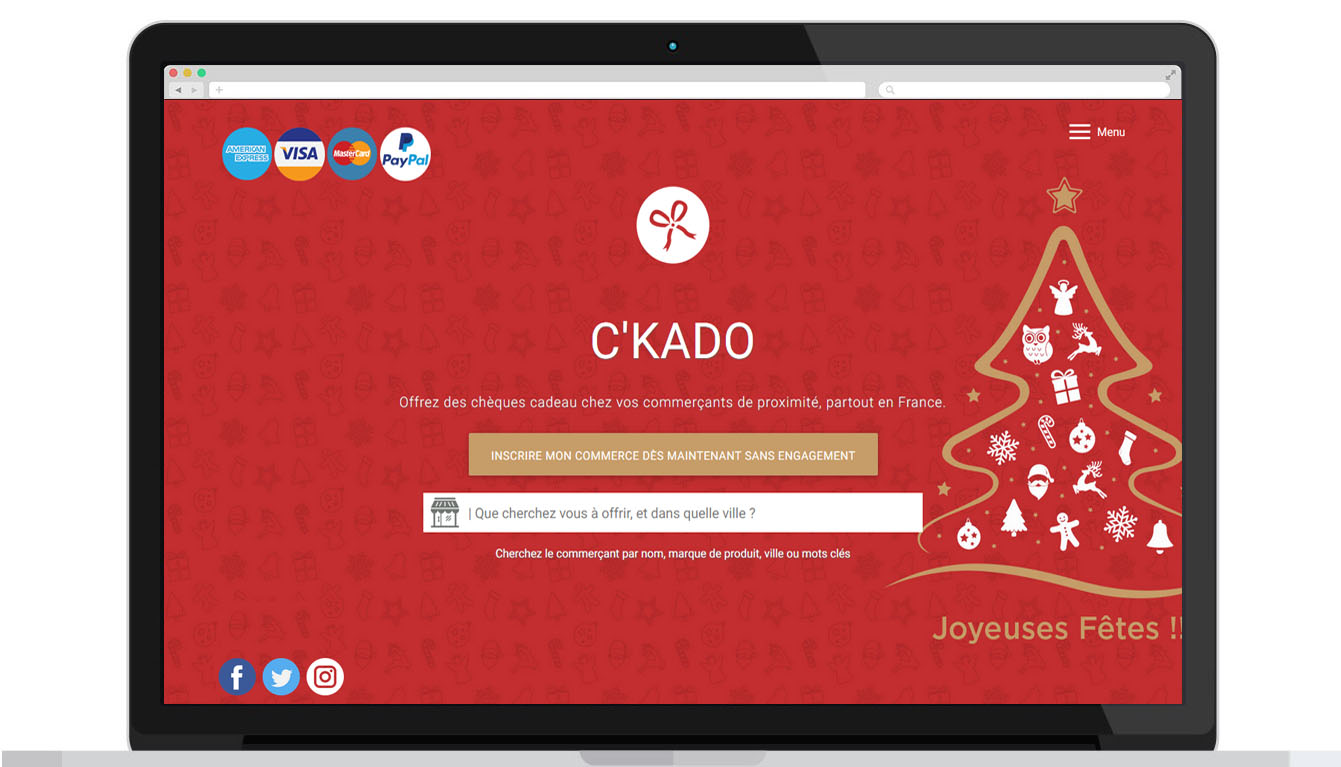 AMERICAN
EXPRESS
VISA
MasterCard
PayPal
Menu
C'KADO
Offrez des chèques cadeau chez vos commerçants de proximité, partout en France.
INSCRIRE MON COMMERCE DÈS MAINTENANT SANS ENGAGEMENT
| Que cherchez vous à offrir, et dans quelle ville ?
Cherchez le commerçant par nom, marque de produit, ville ou mots clés
Joyeuses Fêtes !!